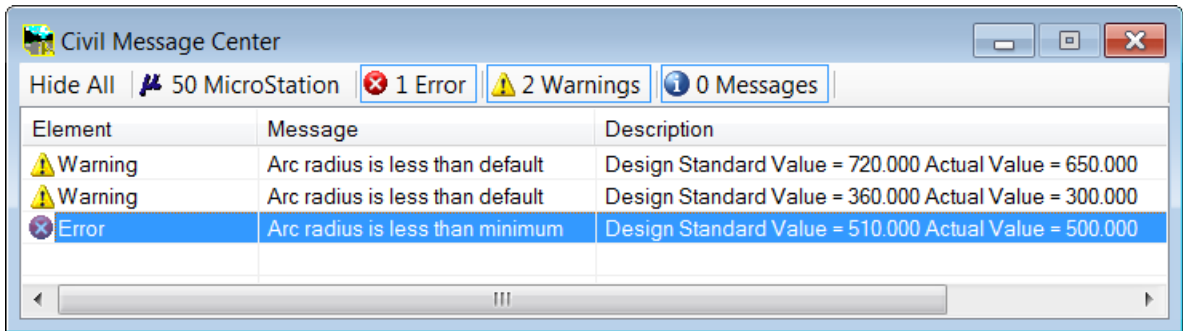 Civil Message Center
Hide All µ 50 MicroStation 1 Error 2 Warnings 0 Messages
Element Message Description
Warning Arc radius is less than default Design Standard Value = 720.000 Actual Value = 650.000
Warning Arc radius is less than default Design Standard Value = 360.000 Actual Value = 300.000
Error Arc radius is less than minimum Design Standard Value = 510.000 Actual Value = 500.000